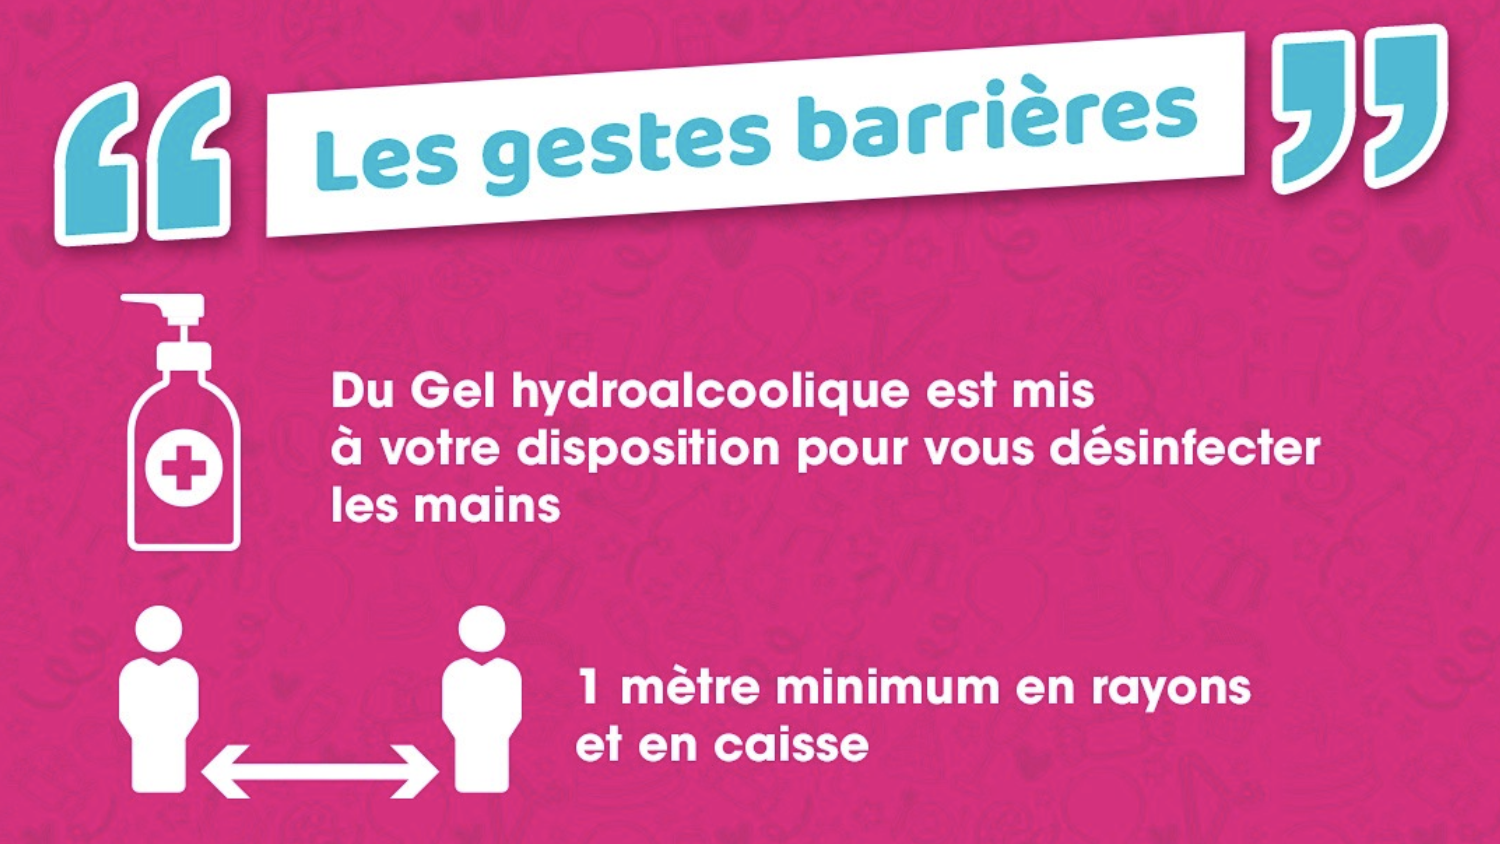 “ Les gestes barrières ”
Du Gel hydroalcoolique est mis
à votre disposition pour vous désinfecter
les mains
1 mètre minimum en rayons
et en caisse